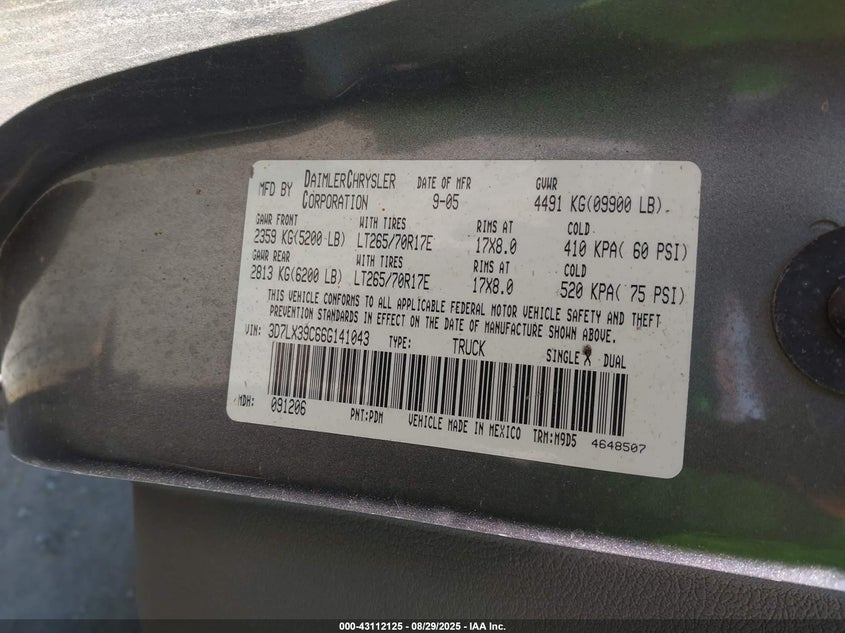 MFD BY DAIMLERCHRYSLER CORPORATION DATE OF MFR 9-05 GVWR 4491 KG(09900 LB).
GAWR FRONT WITH TIRES RIMS AT COLD
2359 KG(5200 LB) LT265/70R17E 17X8.0 410 KPA( 60 PSI)
GAWR REAR WITH TIRES RIMS AT COLD
2813 KG(6200 LB) LT265/70R17E 17X8.0 520 KPA( 75 PSI)
THIS VEHICLE CONFORMS TO ALL APPLICABLE FEDERAL MOTOR VEHICLE SAFETY AND THEFT
PREVENTION STANDARDS IN EFFECT ON THE DATE OF MANUFACTURE SHOWN ABOVE.
VIN: 3D7LX39C66G141043 TYPE: TRUCK SINGLE X DUAL
MDH: 091206 PNT:PDM VEHICLE MADE IN MEXICO TRM:M9D5 4648507
000-43112125 - 08/29/2025 - IAA Inc.